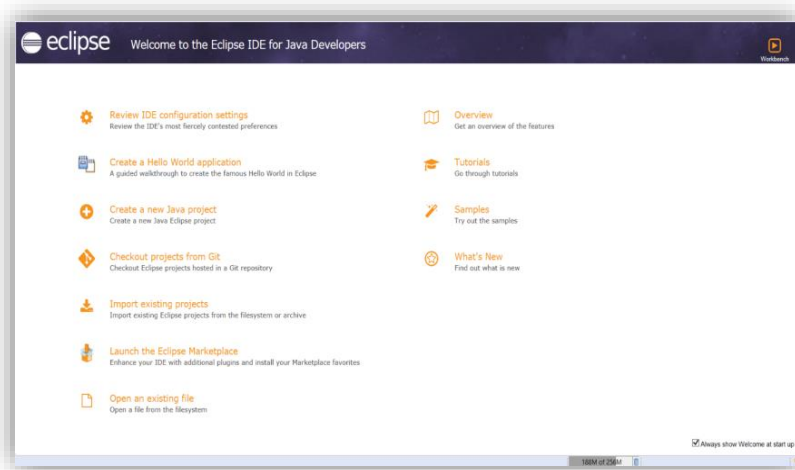 eclipse Welcome to the Eclipse IDE for Java Developers
Workbench
Review IDE configuration settings
Review the IDE's most fiercely contested preferences
Create a Hello World application
A guided walkthrough to create the famous Hello World in Eclipse
Create a new Java project
Create a new Java Eclipse project
Checkout projects from Git
Checkout Eclipse projects hosted in a Git repository
Import existing projects
Import existing Eclipse projects from the filesystem or archive
Launch the Eclipse Marketplace
Enhance your IDE with additional plugins and install your Marketplace favorites
Open an existing file
Open a file from the filesystem
Overview
Get an overview of the features
Tutorials
Go through tutorials
Samples
Try out the samples
What's New
Find out what is new
Always show Welcome at start up
188M of 256M